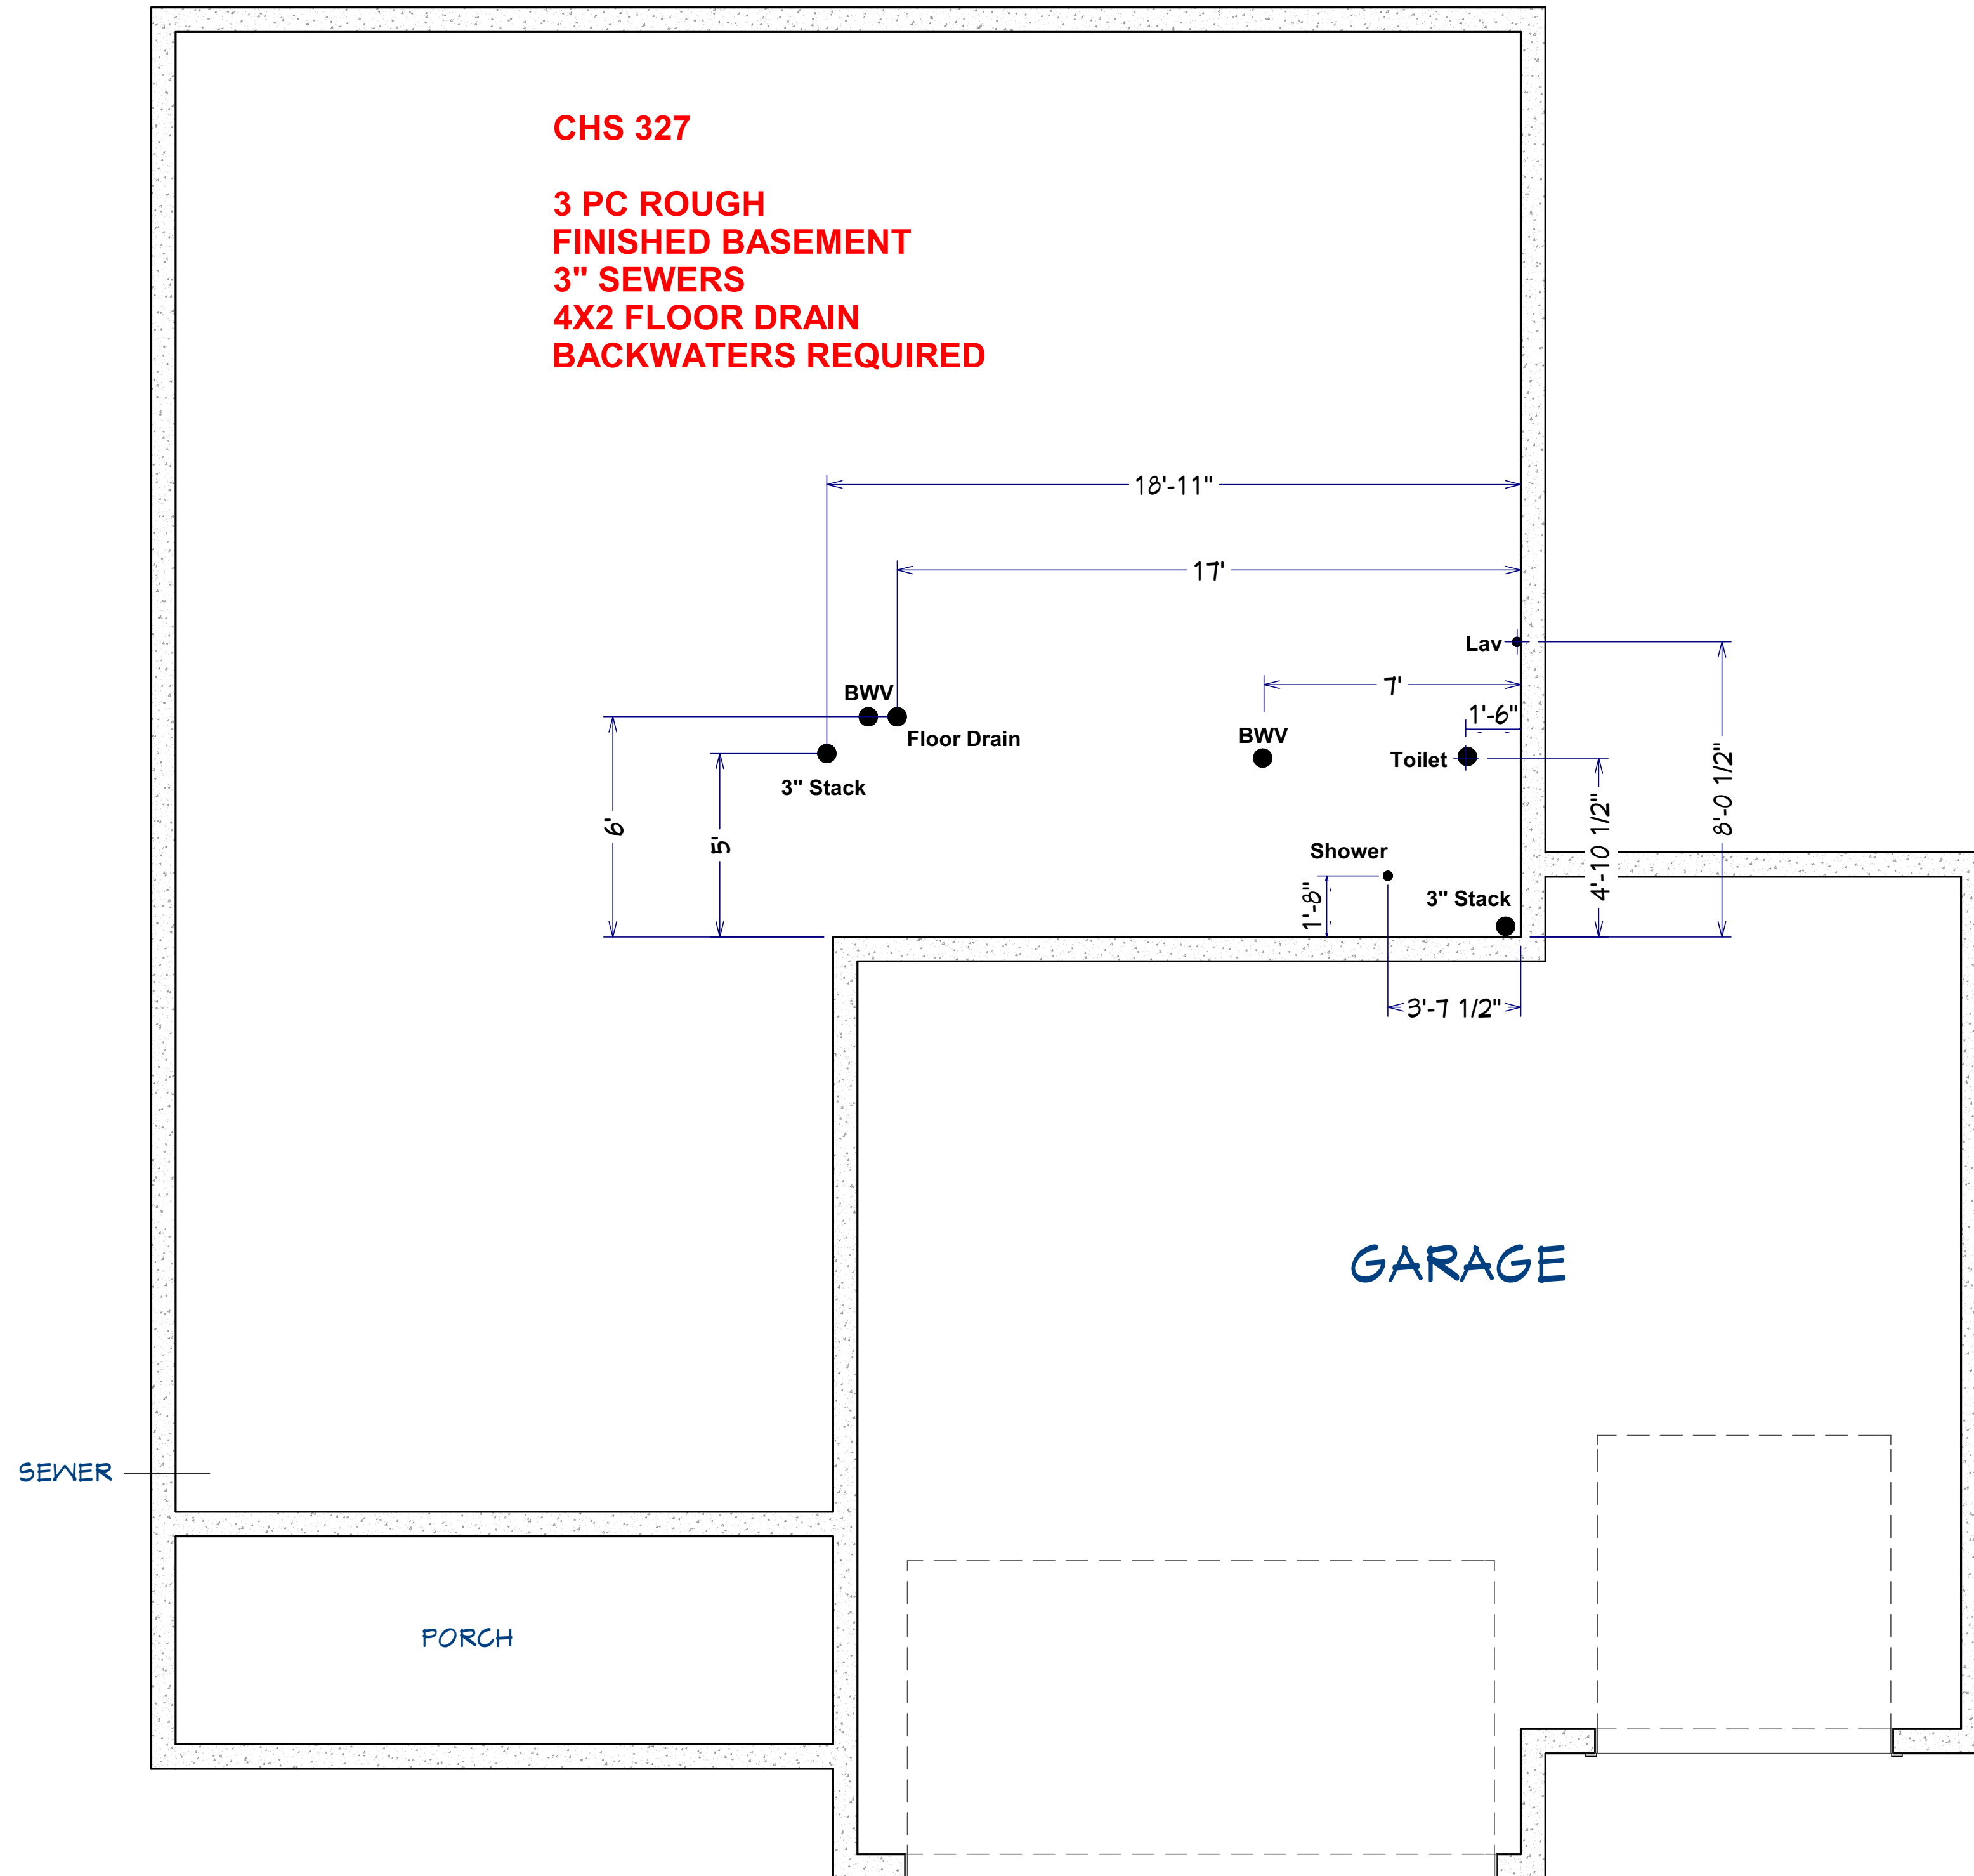 CHS 327
3 PC ROUGH
FINISHED BASEMENT
3" SEWERS
4X2 FLOOR DRAIN
BACKWATERS REQUIRED
18'-11"
17'
Lav
7'
BWV
1'-6"
Floor Drain
BWV
Toilet
3" Stack
8'-0 1/2"
6'
5'
4'-10 1/2"
Shower
1'-8"
3" Stack
3'-7 1/2"
GARAGE
SEWER
PORCH